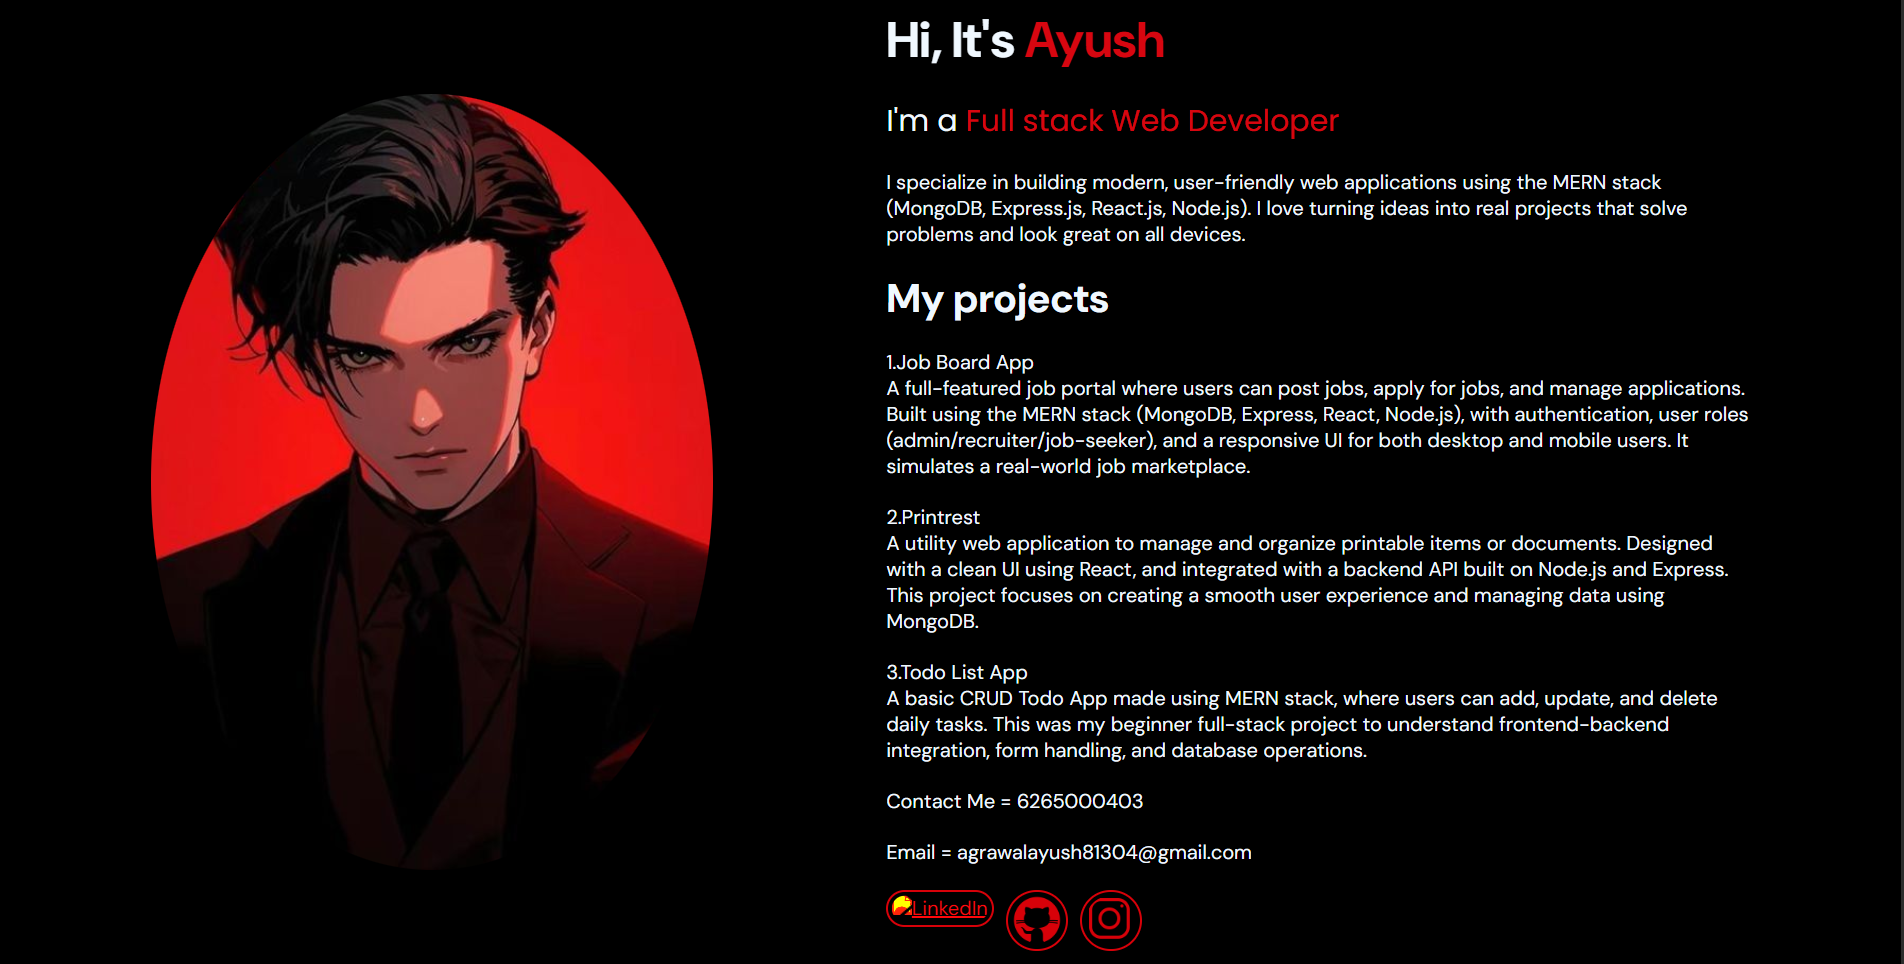 Hi, It's Ayush
I'm a Full stack Web Developer
I specialize in building modern, user-friendly web applications using the MERN stack
(MongoDB, Express.js, React.js, Node.js). I love turning ideas into real projects that solve
problems and look great on all devices.
My projects
1.Job Board App
A full-featured job portal where users can post jobs, apply for jobs, and manage applications.
Built using the MERN stack (MongoDB, Express, React, Node.js), with authentication, user roles
(admin/recruiter/job-seeker), and a responsive UI for both desktop and mobile users. It
simulates a real-world job marketplace.
2.Printrest
A utility web application to manage and organize printable items or documents. Designed
with a clean UI using React, and integrated with a backend API built on Node.js and Express.
This project focuses on creating a smooth user experience and managing data using
MongoDB.
3.Todo List App
A basic CRUD Todo App made using MERN stack, where users can add, update, and delete
daily tasks. This was my beginner full-stack project to understand frontend-backend
integration, form handling, and database operations.
Contact Me = 6265000403
Email = agrawalayush81304@gmail.com
LinkedIn